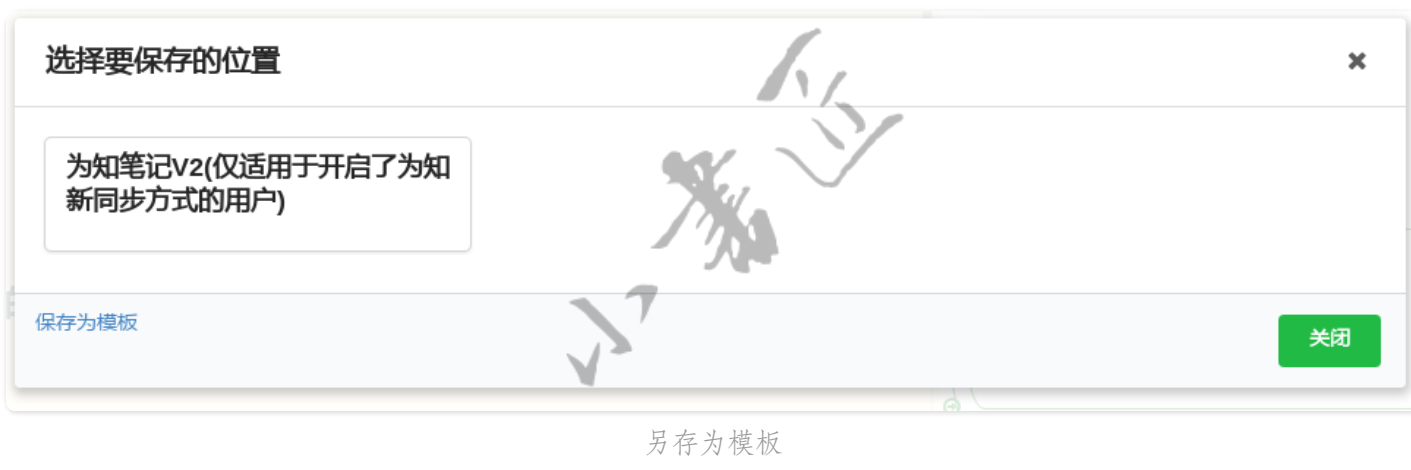 选择要保存的位置
为知笔记V2(仅适用于开启了为知
新同步方式的用户)
保存为模板
关闭
另存为模板